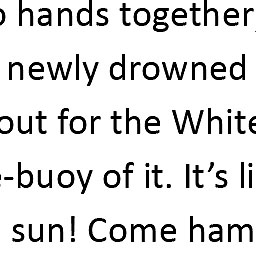 hands together,
newly drowned
out for the White
-buoy of it. It's li
sun! Come ham